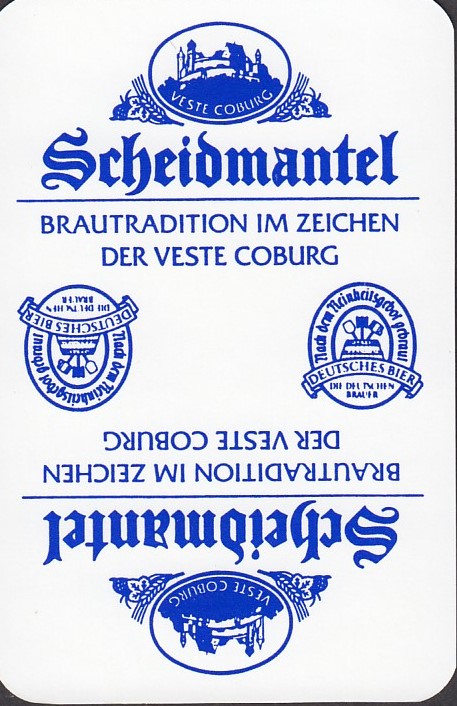 VESTE COBURG
Scheidmantel
BRAUTRADITION IM ZEICHEN
DER VESTE COBURG
Nach dem Reinheitsgebot gebraut
DEUTSCHES BIER
DIE DEUTSCHEN
BRAUER
Nach dem Reinheitsgebot gebraut
DEUTSCHES BIER
DIE DEUTSCHEN
BRAUER
DER VESTE COBURG
BRAUTRADITION IM ZEICHEN
Scheidmantel
VESTE COBURG